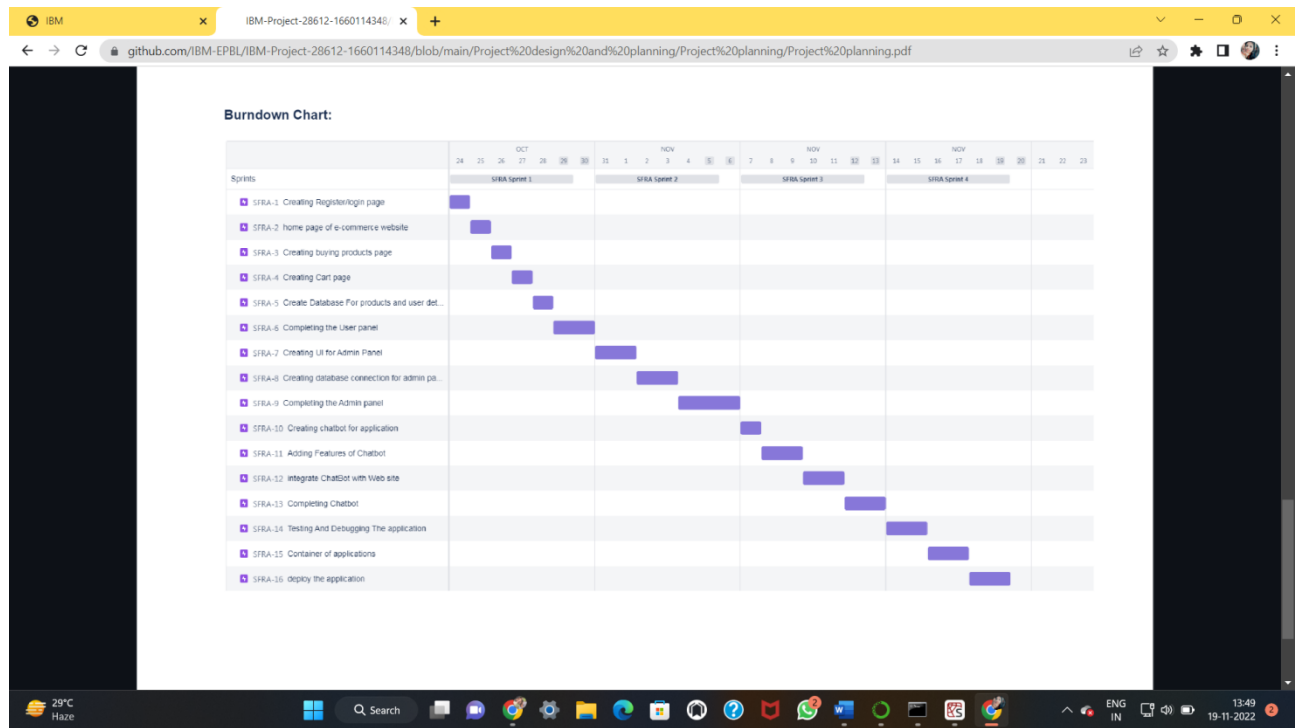 IBM
IBM-Project-28612-1660114348/
github.com/IBM-EPBL/IBM-Project-28612-1660114348/blob/main/Project%20design%20and%20planning/Project%20planning/Project%20planning.pdf
Burndown Chart:
OCT NOV NOV NOV
24 25 26 27 28 29 30 31 1 2 3 4 5 6 7 8 9 10 11 12 13 14 15 16 17 18 19 20 21 22 23
Sprints SFRA Sprint 1 SFRA Sprint 2 SFRA Sprint 3 SFRA Sprint 4
SFRA-1 Creating Register/login page
SFRA-2 home page of e-commerce website
SFRA-3 Creating buying products page
SFRA-4 Creating Cart page
SFRA-5 Create Database For products and user det...
SFRA-6 Completing the User panel
SFRA-7 Creating UI for Admin Panel
SFRA-8 Creating database connection for admin pa...
SFRA-9 Completing the Admin panel
SFRA-10 Creating chatbot for application
SFRA-11 Adding Features of Chatbot
SFRA-12 integrate ChatBot with Web site
SFRA-13 Completing Chatbot
SFRA-14 Testing And Debugging The application
SFRA-15 Container of applications
SFRA-16 deploy the application
29°C
Haze
Search
ENG
IN
13:49
19-11-2022
2